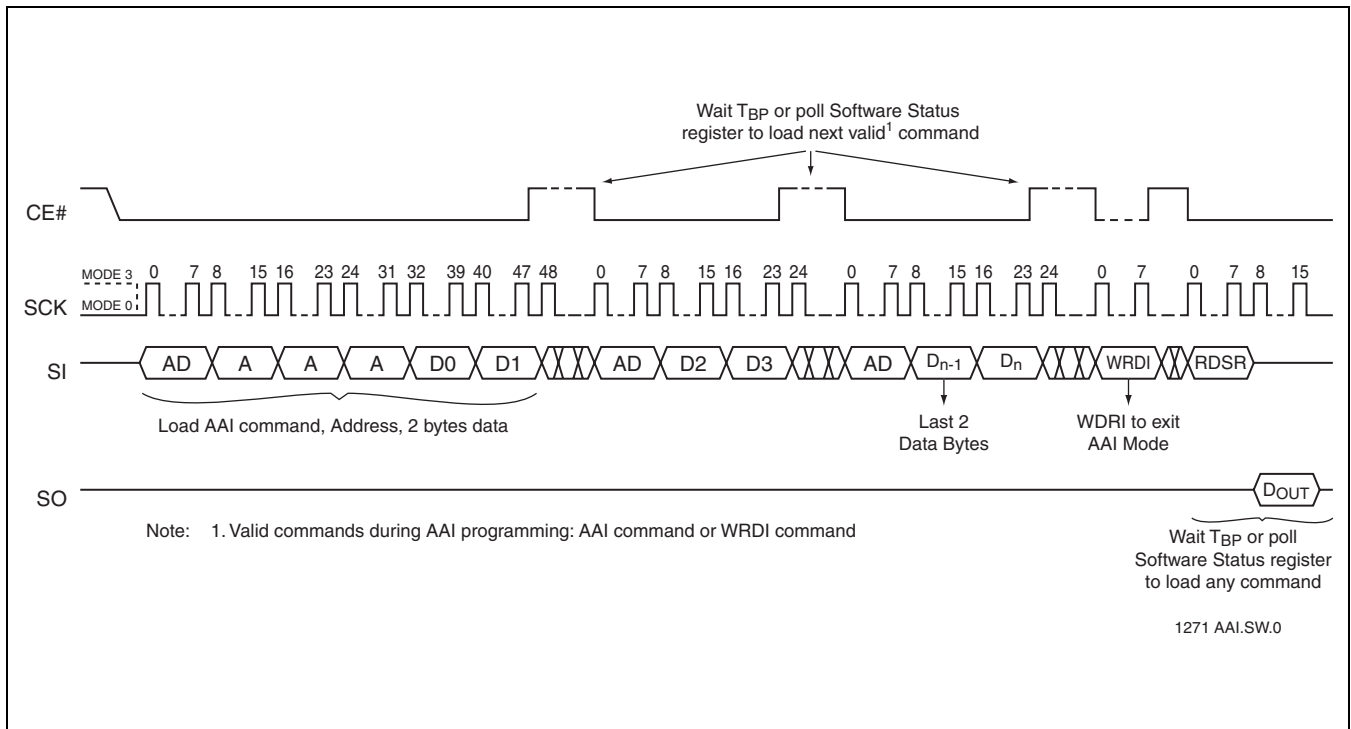 Wait TBP or poll Software Status
register to load next valid1 command
CE#
MODE 3
MODE 0
SCK
0 7 8 15 16 23 24 31 32 39 40 47 48 0 7 8 15 16 23 24 0 7 8 15 16 23 24 0 7 0 7 8 15
SI
AD A A A D0 D1 AD D2 D3 AD Dn-1 Dn WRDI RDSR
Load AAI command, Address, 2 bytes data
Last 2
Data Bytes
WDRI to exit
AAI Mode
SO
DOUT
Note: 1. Valid commands during AAI programming: AAI command or WRDI command
Wait TBP or poll
Software Status register
to load any command
1271 AAI.SW.0